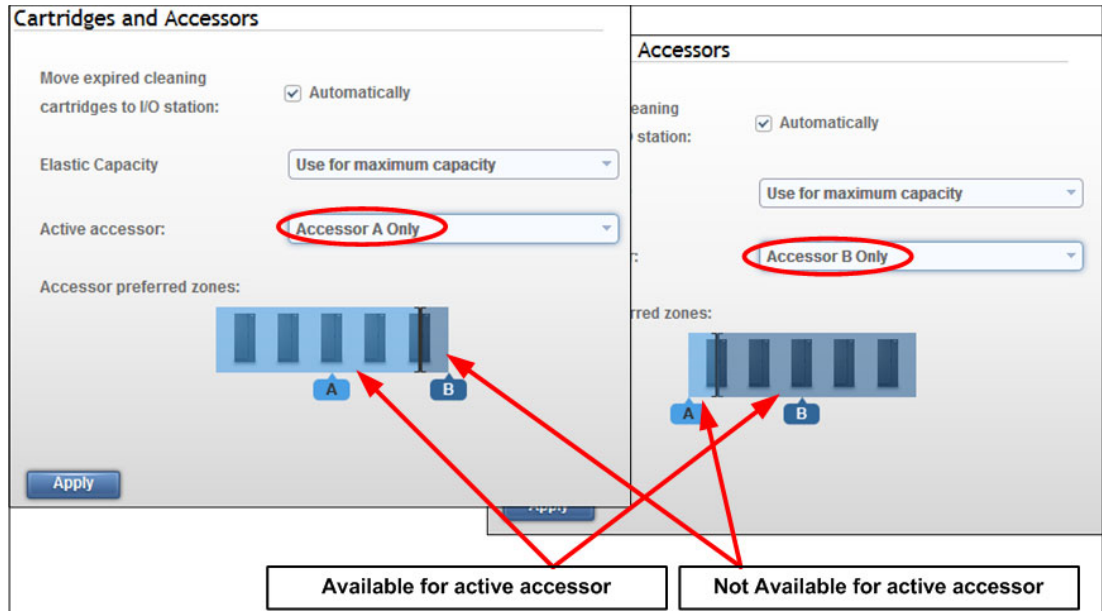 Cartridges and Accessors
Move expired cleaning
cartridges to I/O station:
Automatically
Elastic Capacity
Use for maximum capacity
Active accessor:
Accessor A Only
Accessor preferred zones:
A
B
Apply
Accessors
eaning
station:
Automatically
Use for maximum capacity
r:
Accessor B Only
rred zones:
A
B
Apply
Available for active accessor
Not Available for active accessor